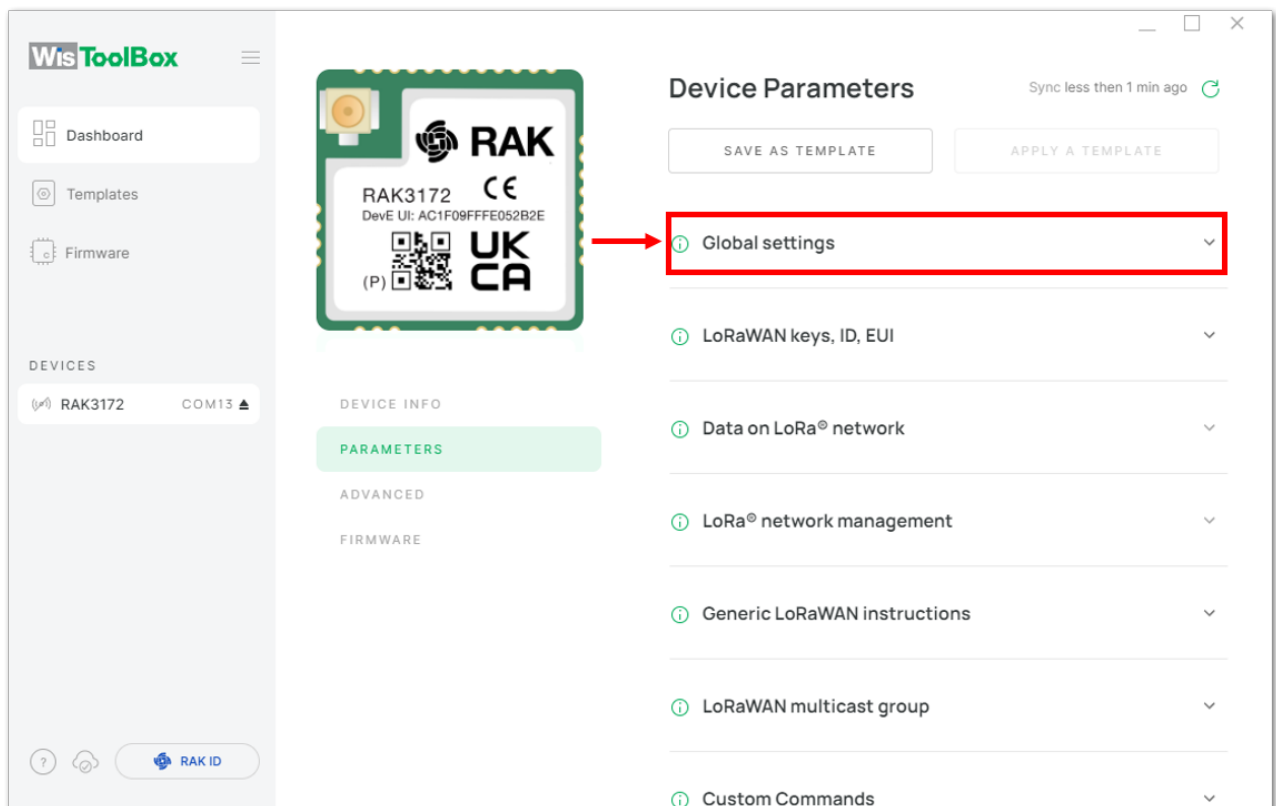 WisToolBox
Dashboard
Templates
Firmware
DEVICES
RAK3172 COM13
? RAK ID
RAK
RAK3172 CE
DevE UI: AC1F09FFFE052B2E
UK
CA
(P)
DEVICE INFO
PARAMETERS
ADVANCED
FIRMWARE
Device Parameters
Sync less then 1 min ago
SAVE AS TEMPLATE
APPLY A TEMPLATE
Global settings
LoRaWAN keys, ID, EUI
Data on LoRa® network
LoRa® network management
Generic LoRaWAN instructions
LoRaWAN multicast group
Custom Commands